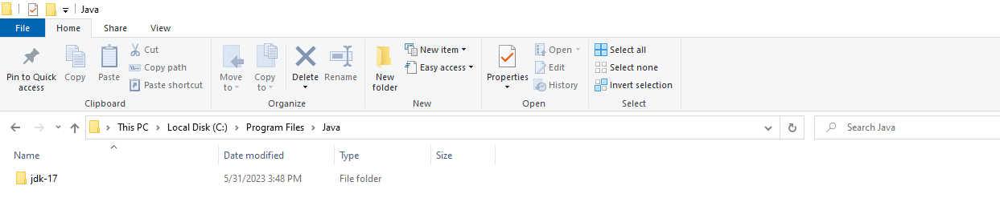 Java
File Home Share View
Pin to Quick access
Copy
Paste
Cut
Copy path
Paste shortcut
Clipboard
Move to
Copy to
Delete
Rename
Organize
New folder
New item
Easy access
New
Properties
Open
Edit
History
Open
Select all
Select none
Invert selection
Select
This PC > Local Disk (C:) > Program Files > Java
Search Java
Name Date modified Type Size
jdk-17 5/31/2023 3:48 PM File folder